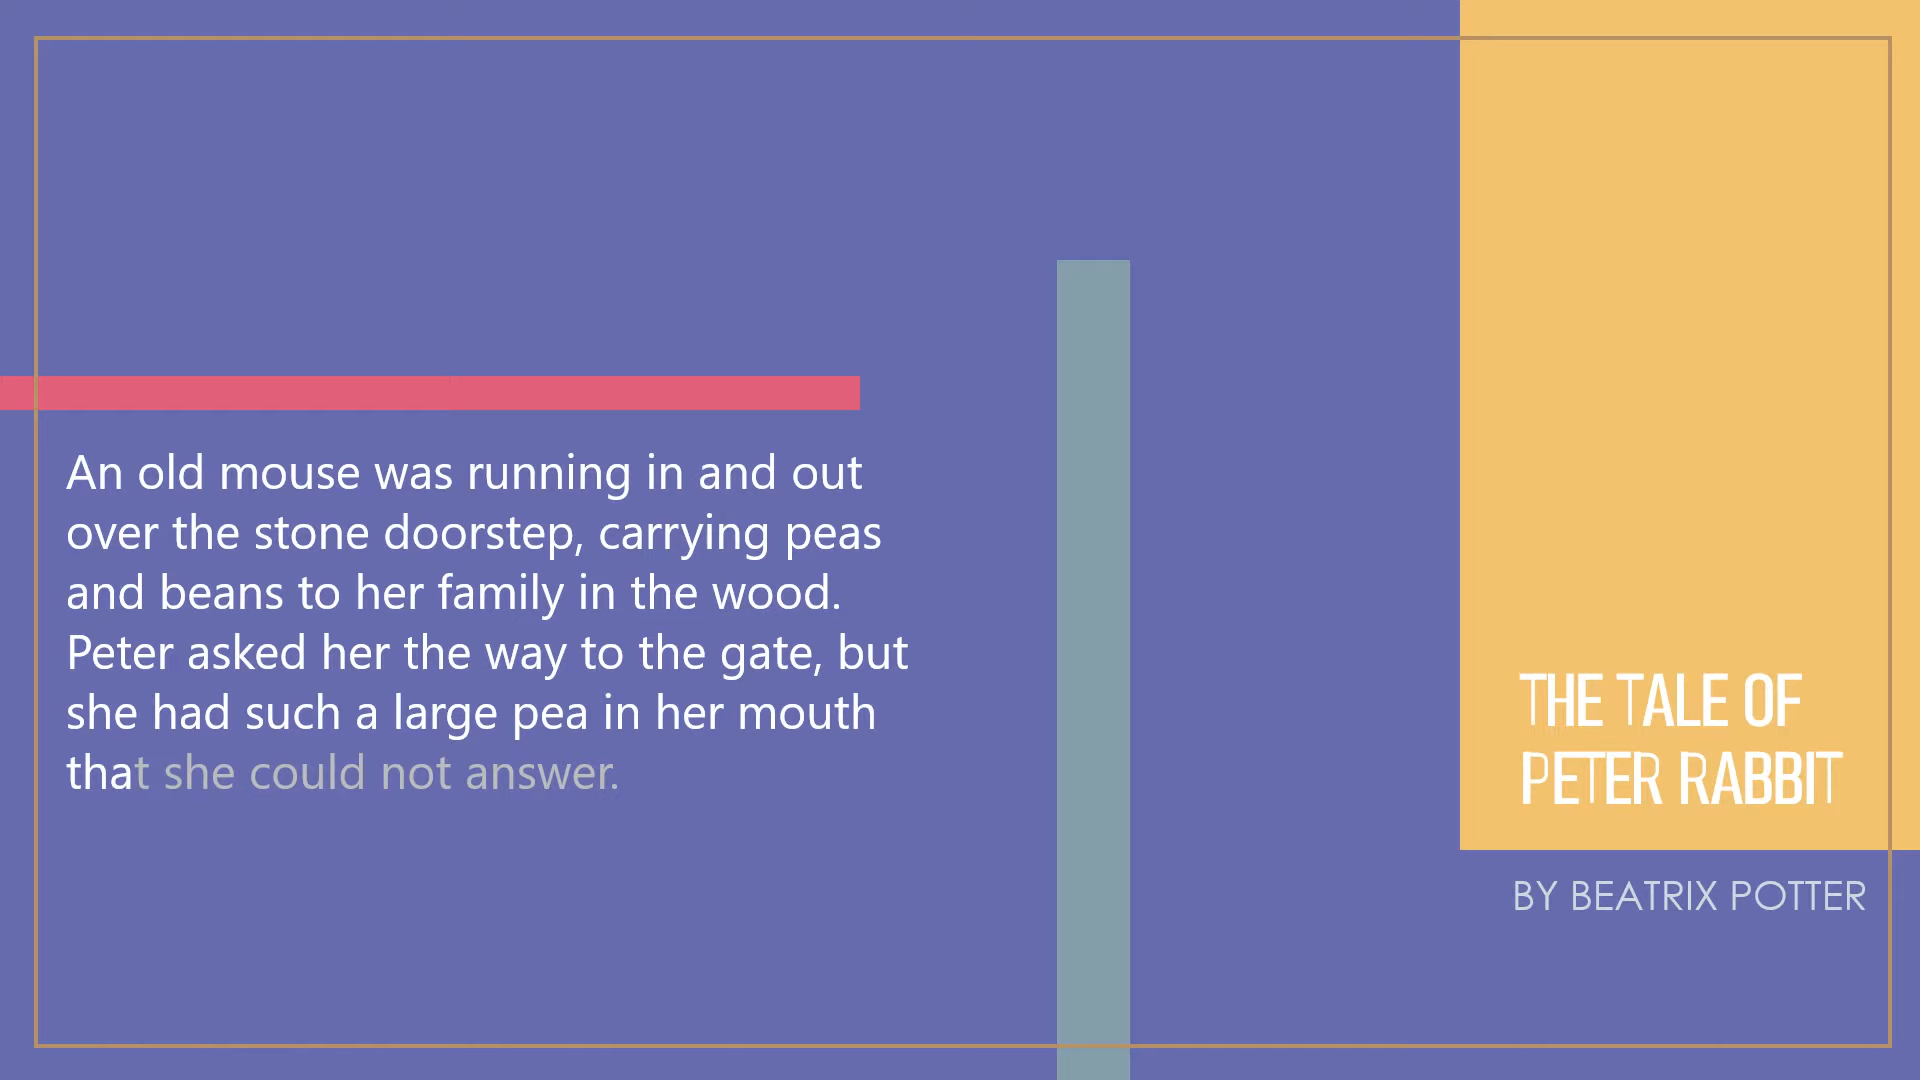 An old mouse was running in and out
over the stone doorstep, carrying peas
and beans to her family in the wood.
Peter asked her the way to the gate, but
she had such a large pea in her mouth
that she could not answer.
THE TALE OF
PETER RABBIT
BY BEATRIX POTTER